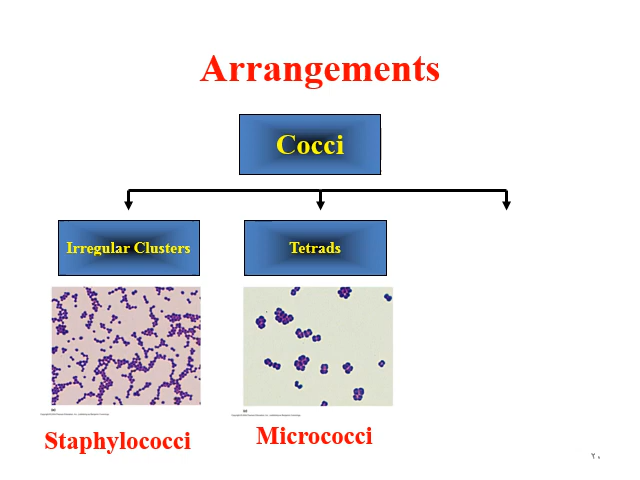 Arrangements
Cocci
Irregular Clusters
Tetrads
Staphylococci
Micrococci
٢٠